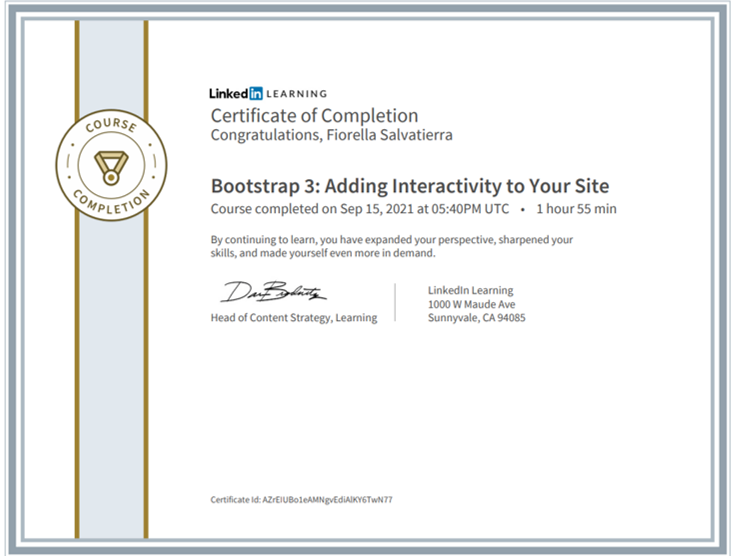 COURSE
COMPLETION
Linked in LEARNING
Certificate of Completion
Congratulations, Fiorella Salvatierra
Bootstrap 3: Adding Interactivity to Your Site
Course completed on Sep 15, 2021 at 05:40PM UTC • 1 hour 55 min
By continuing to learn, you have expanded your perspective, sharpened your
skills, and made yourself even more in demand.
Head of Content Strategy, Learning
LinkedIn Learning
1000 W Maude Ave
Sunnyvale, CA 94085
Certificate Id: AZrEIUBo1eAMNgvEdiAlKY6TwN77